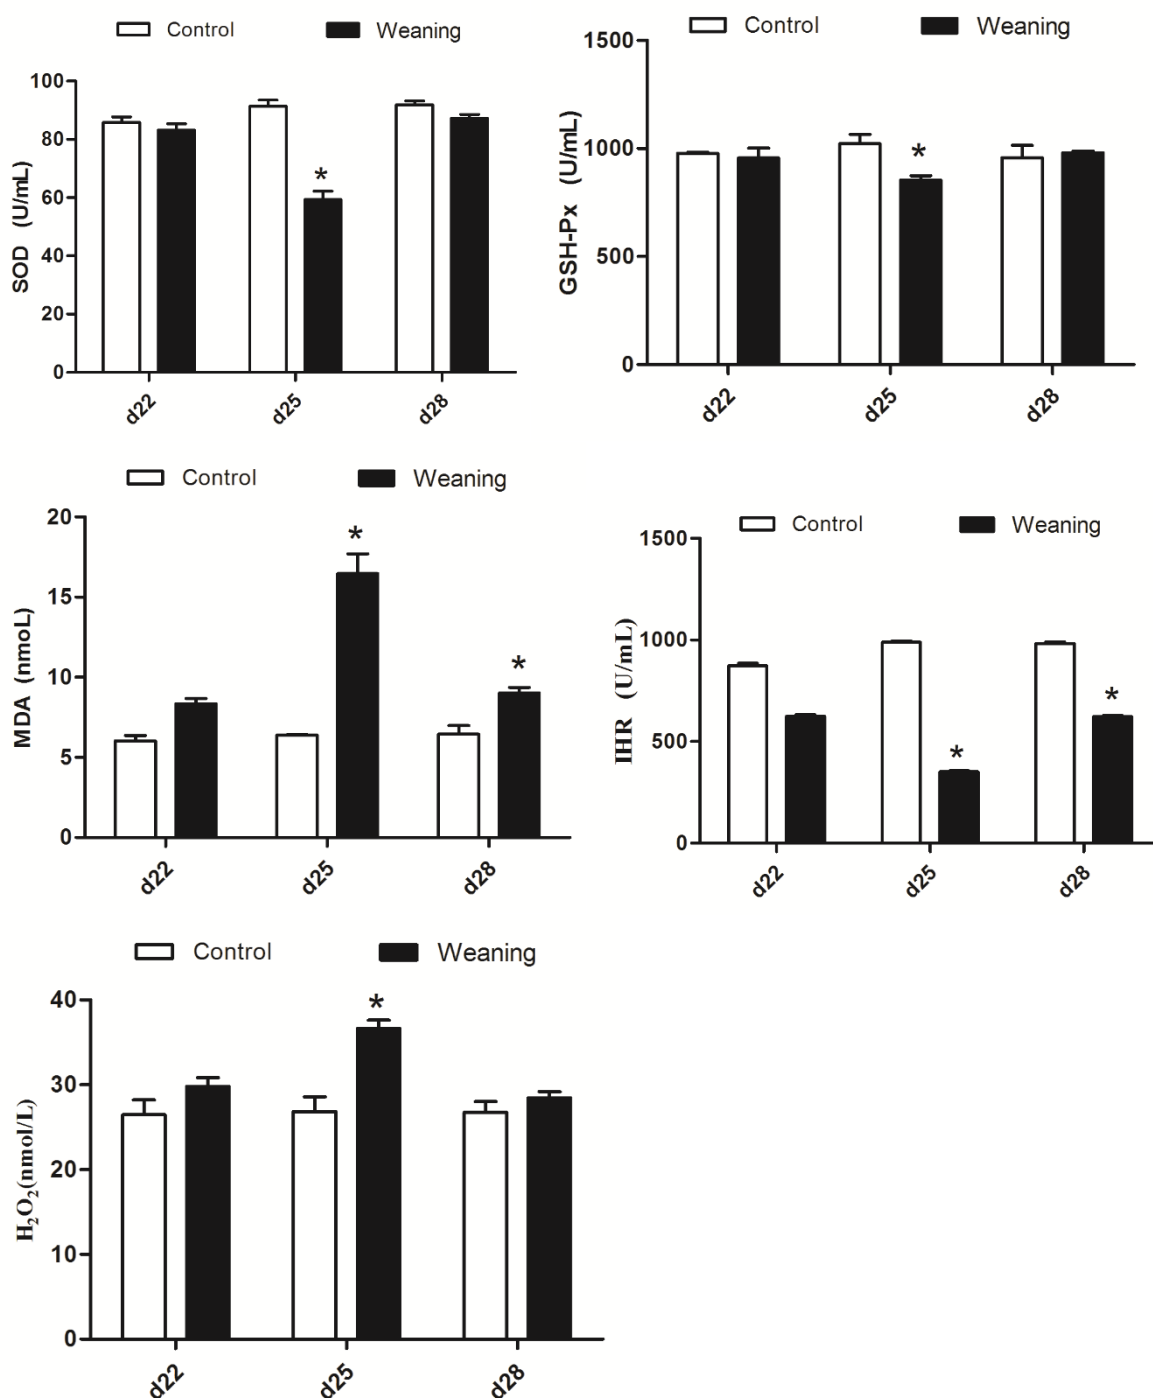 Control Weaning
SOD (U/mL)
100
80
60
40
20
0
*
d22 d25 d28
Control Weaning
GSH-Px (U/mL)
1500
1000
500
0
*
d22 d25 d28
Control Weaning
MDA (nmoL)
20
15
10
5
0
*
*
d22 d25 d28
Control Weaning
IHR (U/mL)
1500
1000
500
0
*
*
d22 d25 d28
Control Weaning
H₂O₂(nmol/L)
40
30
20
10
0
*
d22 d25 d28